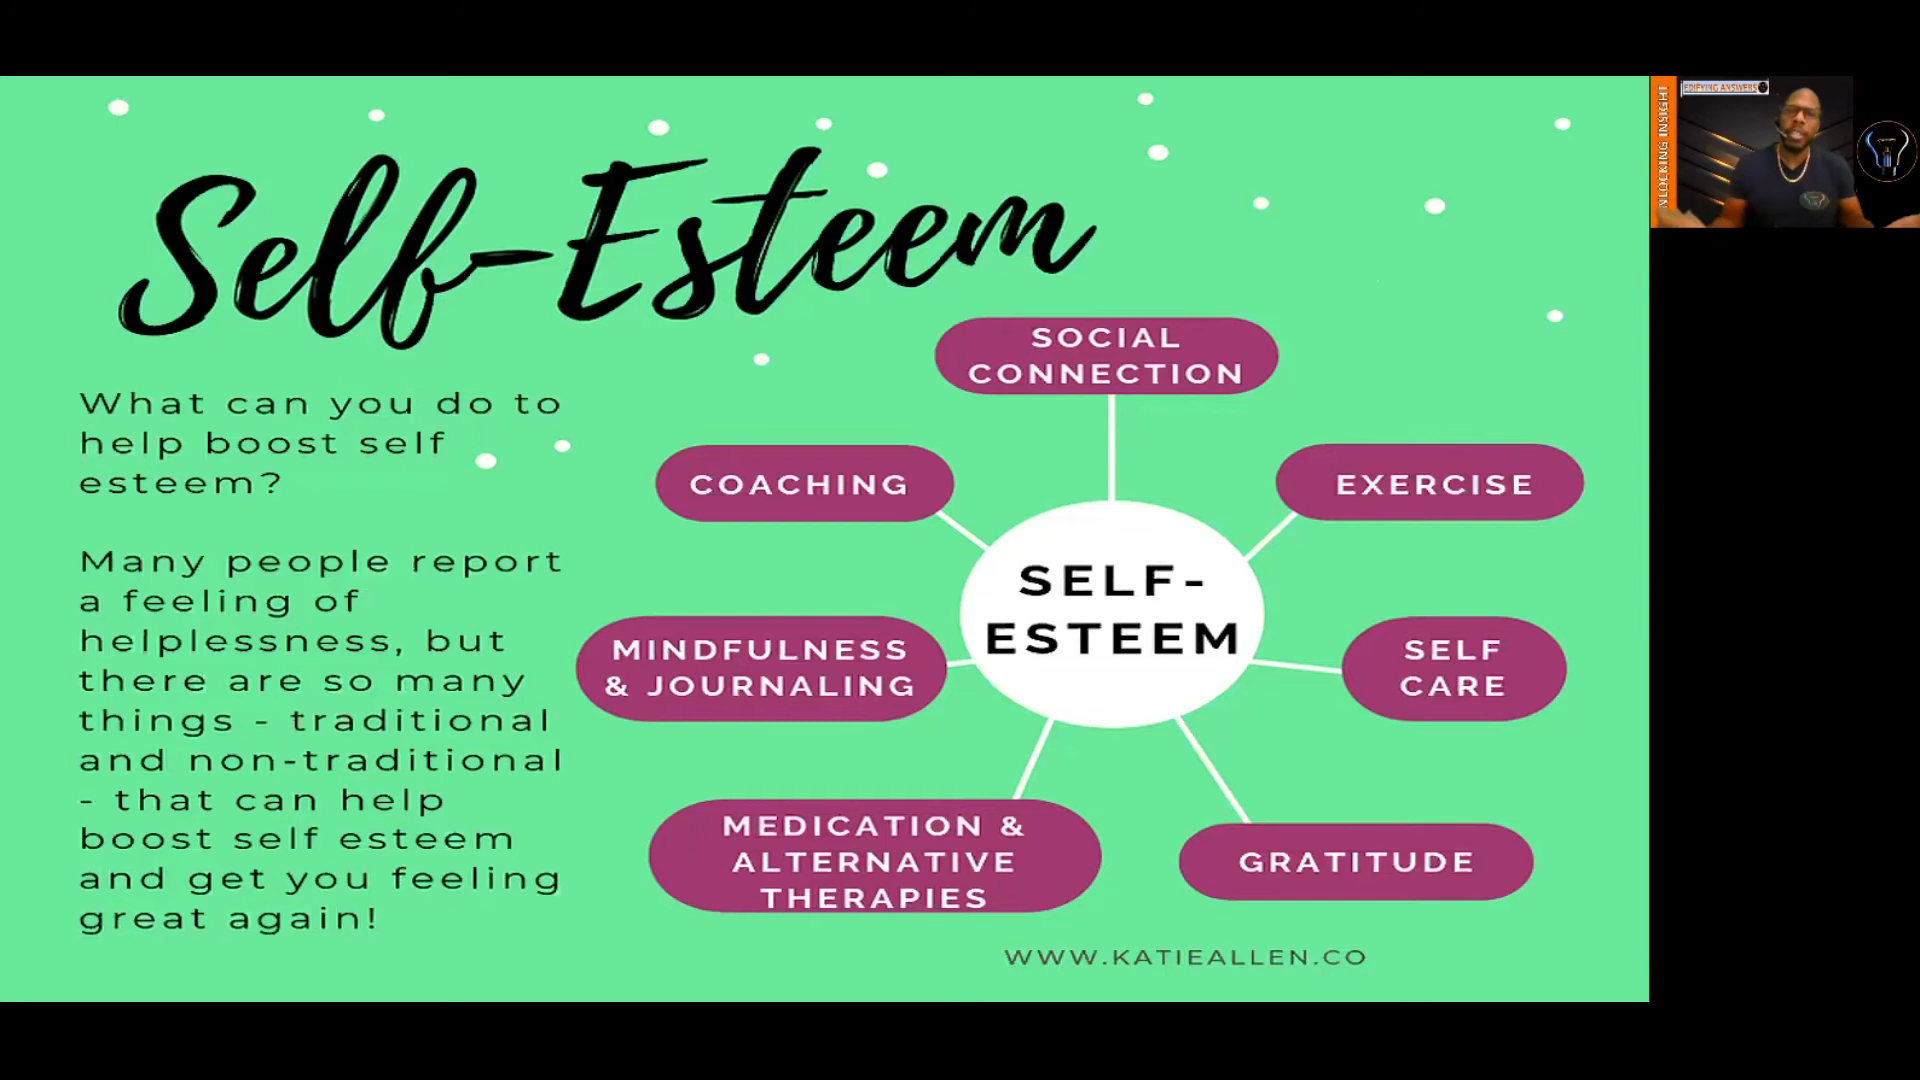 Self-Esteem
What can you do to
help boost self
esteem?
Many people report
a feeling of
helplessness, but
there are so many
things - traditional
and non-traditional
- that can help
boost self esteem
and get you feeling
great again!
SOCIAL
CONNECTION
COACHING
EXERCISE
SELF-
ESTEEM
MINDFULNESS
& JOURNALING
SELF
CARE
MEDICATION &
ALTERNATIVE
THERAPIES
GRATITUDE
WWW.KATIEALLEN.CO
EDIFYING ANSWERS
NLOCKING INSIGHT